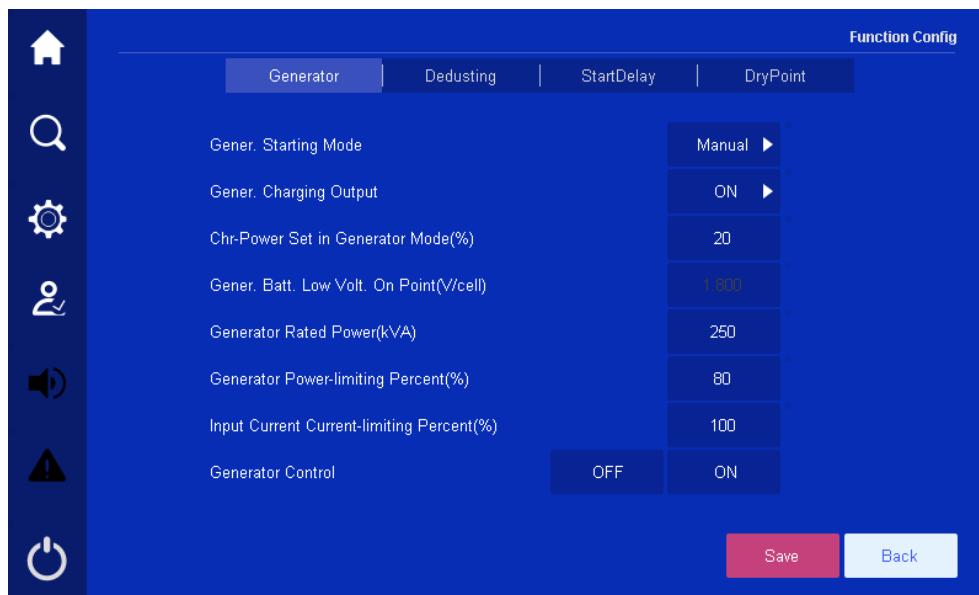 Function Config
Generator | Dedusting | StartDelay | DryPoint
Gener. Starting Mode Manual
Gener. Charging Output ON
Chr-Power Set in Generator Mode(%) 20
Gener. Batt. Low Volt. On Point(V/cell) 1.800
Generator Rated Power(kVA) 250
Generator Power-limiting Percent(%) 80
Input Current Current-limiting Percent(%) 100
Generator Control OFF ON
Save Back